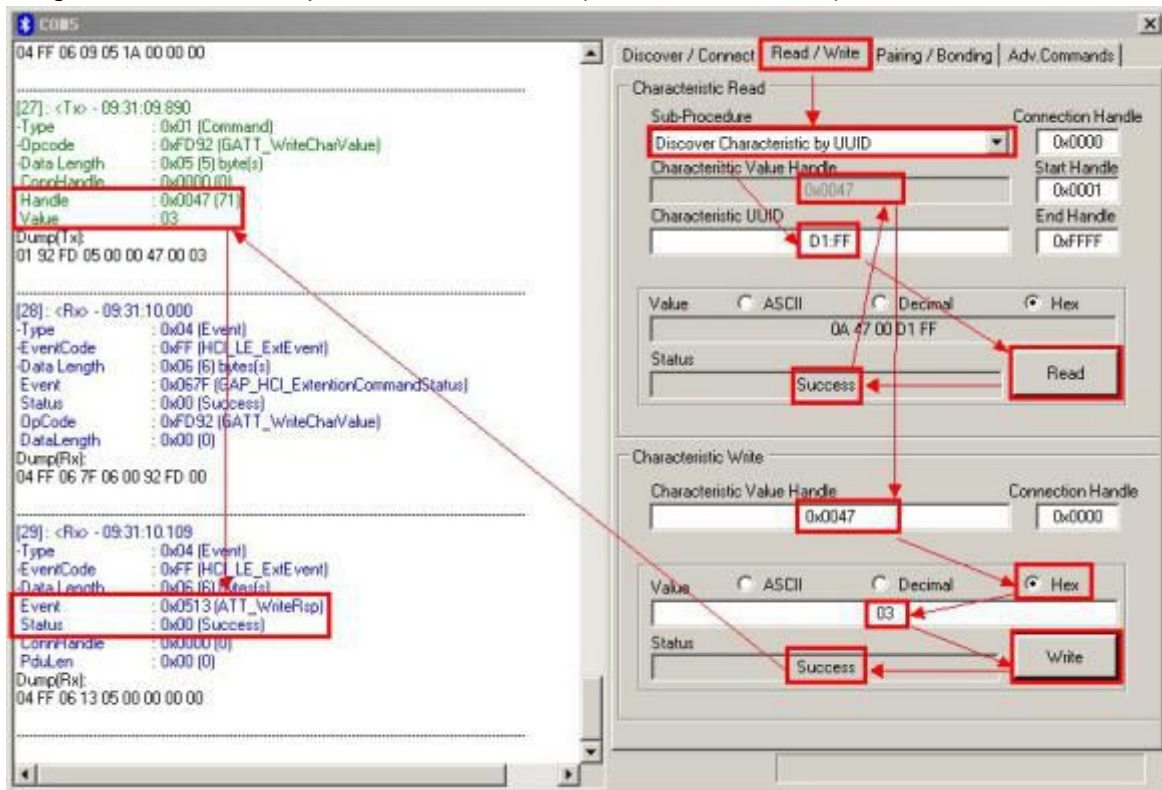 COM5
04 FF 06 09 05 1A 00 00 00
[27] : <Tx> - 09:31:09.890
-Type : 0x01 (Command)
-Opcode : 0xFD92 (GATT_WriteCharValue)
-Data Length : 0x05 (5) byte(s)
ConnHandle : 0x0000 (0)
Handle : 0x0047 (71)
Value : 03
Dump(Tx):
01 92 FD 05 00 00 47 00 03
[28] : <Rx> - 09:31:10.000
-Type : 0x04 (Event)
-EventCode : 0xFF (HCI_LE_ExtEvent)
-Data Length : 0x06 (6) bytes(s)
Event : 0x067F (GAP_HCI_ExtentionCommandStatus)
Status : 0x00 (Success)
OpCode : 0xFD92 (GATT_WriteCharValue)
DataLength : 0x00 (0)
Dump(Rx):
04 FF 06 7F 06 00 92 FD 00
[29] : <Rx> - 09:31:10.109
-Type : 0x04 (Event)
-EventCode : 0xFF (HCI_LE_ExtEvent)
-Data Length : 0x06 (6) bytes(s)
Event : 0x0513 (ATT_WriteRsp)
Status : 0x00 (Success)
ConnHandle : 0x0000 (0)
PduLen : 0x00 (0)
Dump(Rx):
04 FF 06 13 05 00 00 00 00
Discover / Connect Read / Write Pairing / Bonding Adv.Commands
Characteristic Read
Sub-Procedure Connection Handle
Discover Characteristic by UUID 0x0000
Characteristic Value Handle Start Handle
0x0047 0x0001
Characteristic UUID End Handle
D1:FF 0xFFFF
Value ASCII Decimal Hex
0A 47 00 D1 FF
Status
Success Read
Characteristic Write
Characteristic Value Handle Connection Handle
0x0047 0x0000
Value ASCII Decimal Hex
03
Status
Success Write